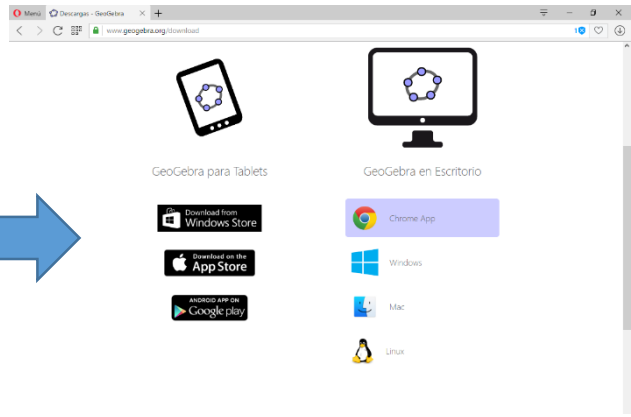 Menú Descargas - GeoGebra
www.geogebra.org/download
GeoGebra para Tablets
Download from
Windows Store
Download on the
App Store
ANDROID APP ON
Google play
GeoGebra en Escritorio
Chrome App
Windows
Mac
Linux